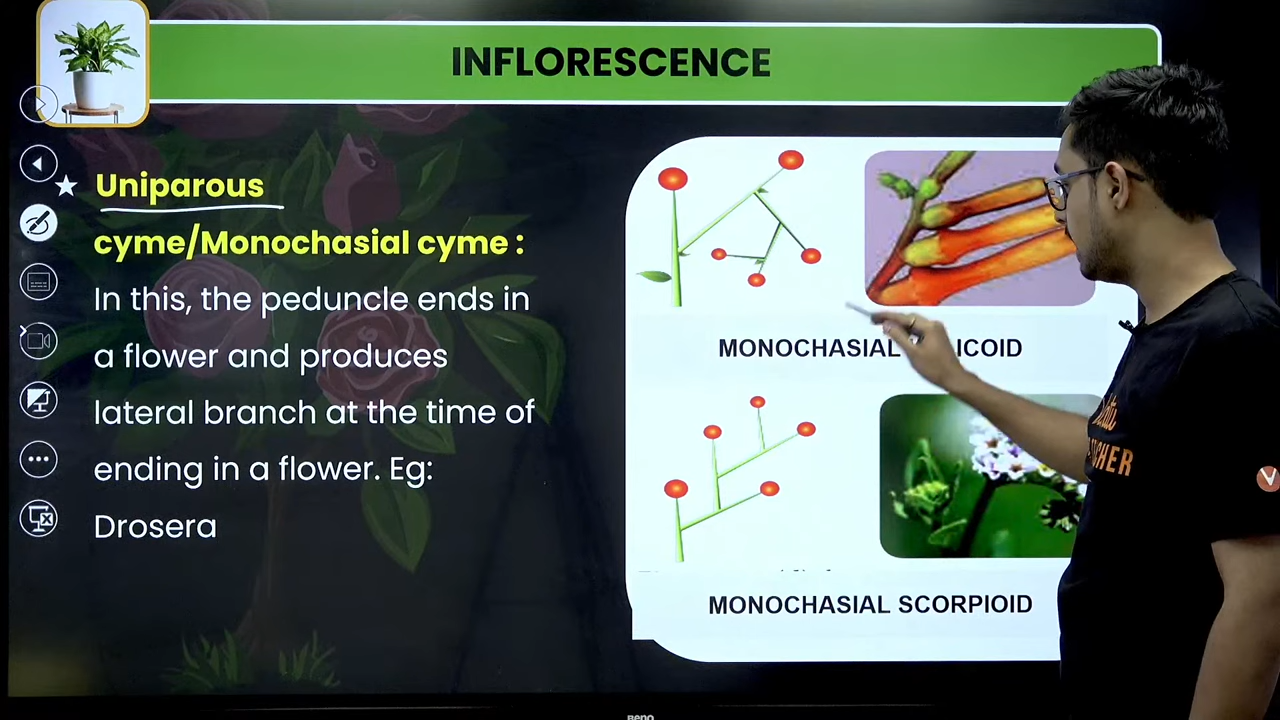 INFLORESCENCE
Uniparous
cyme/Monochasial cyme :
In this, the peduncle ends in
a flower and produces
lateral branch at the time of
ending in a flower. Eg:
Drosera
MONOCHASIAL ICOID
MONOCHASIAL SCORPIOID
BenQ